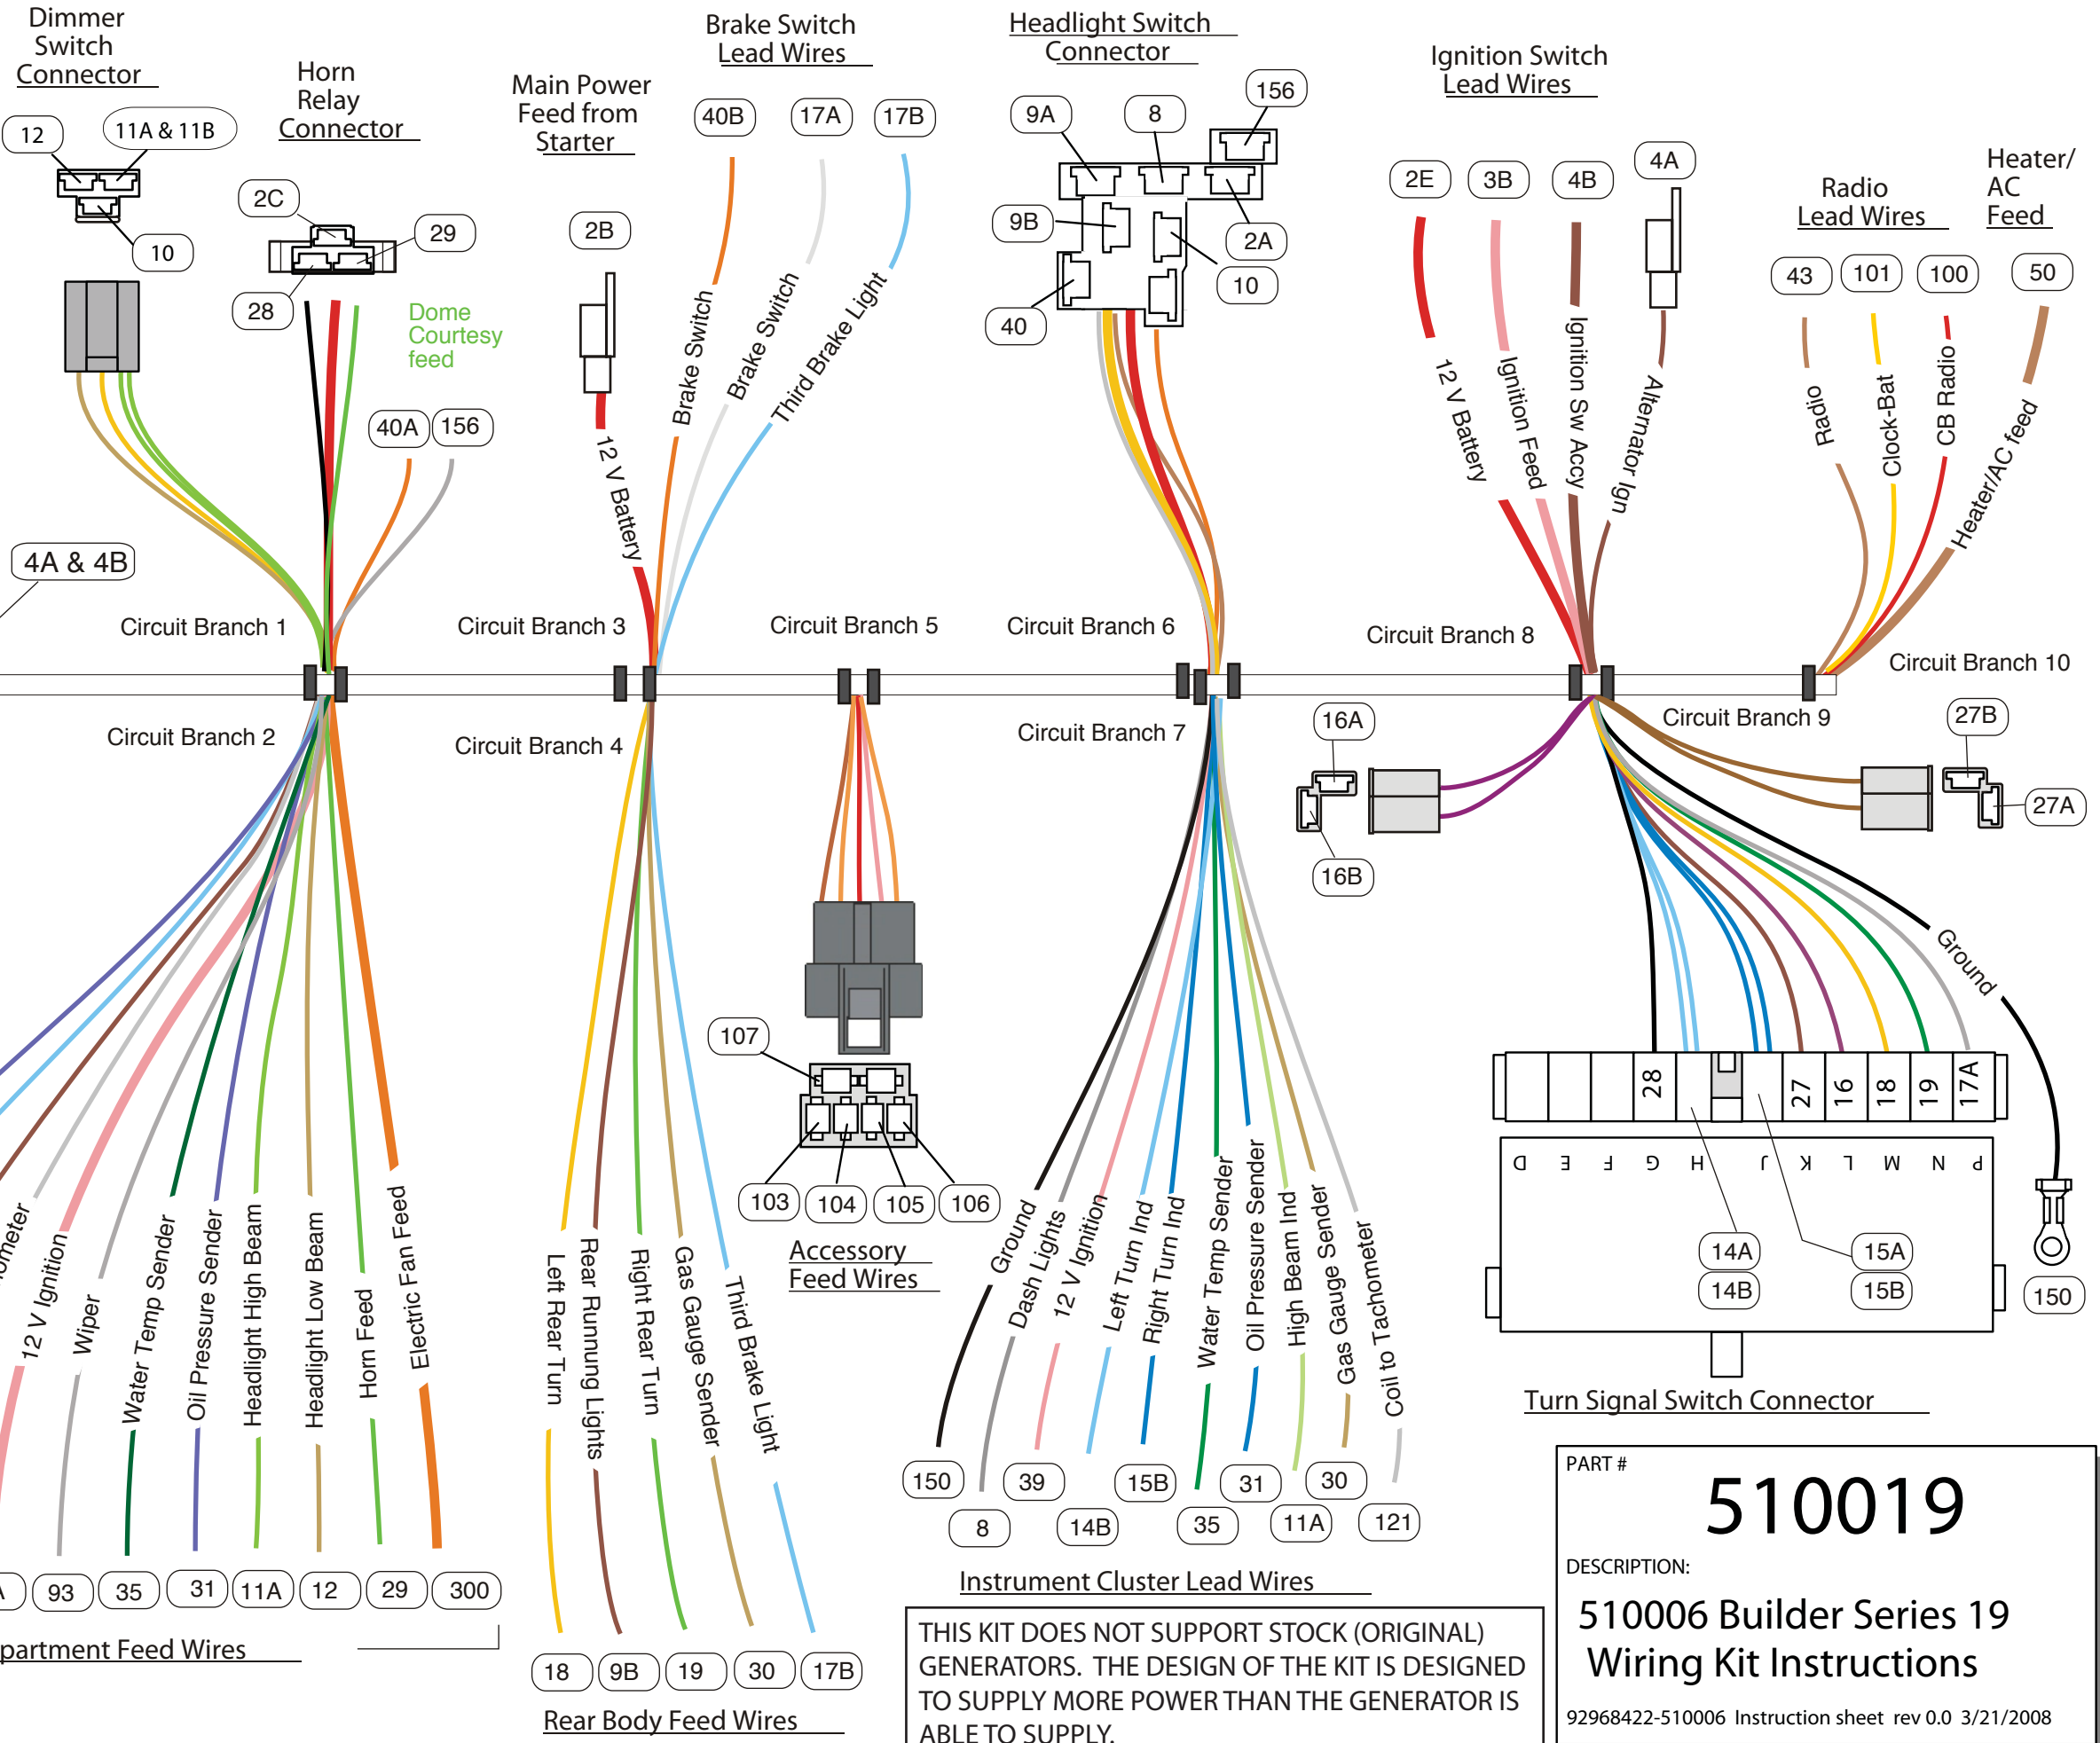 Dimmer
Switch
Connector
12
11A & 11B
10
Horn
Relay
Connector
2C
29
28
Dome
Courtesy
feed
40A
156
4A & 4B
Main Power
Feed from
Starter
2B
12 V Battery
Brake Switch
Lead Wires
40B
17A
17B
Brake Switch
Brake Switch
Third Brake Light
Headlight Switch
Connector
9A
8
156
9B
2A
10
40
Ignition Switch
Lead Wires
2E
3B
4B
4A
12 V Battery
Ignition Feed
Ignition Sw Accy
Alternator Ign
Radio
Lead Wires
43
101
100
Heater/
AC
Feed
50
Radio
Clock-Bat
CB Radio
Heater/AC feed
Circuit Branch 1
Circuit Branch 3
Circuit Branch 5
Circuit Branch 6
Circuit Branch 8
Circuit Branch 10
Circuit Branch 2
Circuit Branch 4
Circuit Branch 7
Circuit Branch 9
16A
16B
27B
27A
ometer
12 V Ignition
Wiper
Water Temp Sender
Oil Pressure Sender
Headlight High Beam
Headlight Low Beam
Horn Feed
Electric Fan Feed
A
93
35
31
11A
12
29
300
partment Feed Wires
Left Rear Turn
Rear Runnung Lights
Right Rear Turn
Gas Gauge Sender
Third Brake Light
18
9B
19
30
17B
Rear Body Feed Wires
107
103
104
105
106
Accessory
Feed Wires
Ground
Dash Lights
12 V Ignition
Left Turn Ind
Right Turn Ind
Water Temp Sender
Oil Pressure Sender
High Beam Ind
Gas Gauge Sender
Coil to Tachometer
150
8
39
14B
15B
35
31
11A
30
121
Instrument Cluster Lead Wires
Ground
28
27
16
18
19
17A
D E F G H J K L M N P
14A
14B
15A
15B
150
Turn Signal Switch Connector
THIS KIT DOES NOT SUPPORT STOCK (ORIGINAL)
GENERATORS. THE DESIGN OF THE KIT IS DESIGNED
TO SUPPLY MORE POWER THAN THE GENERATOR IS
ABLE TO SUPPLY.
PART #
510019
DESCRIPTION:
510006 Builder Series 19
Wiring Kit Instructions
92968422-510006 Instruction sheet rev 0.0 3/21/2008